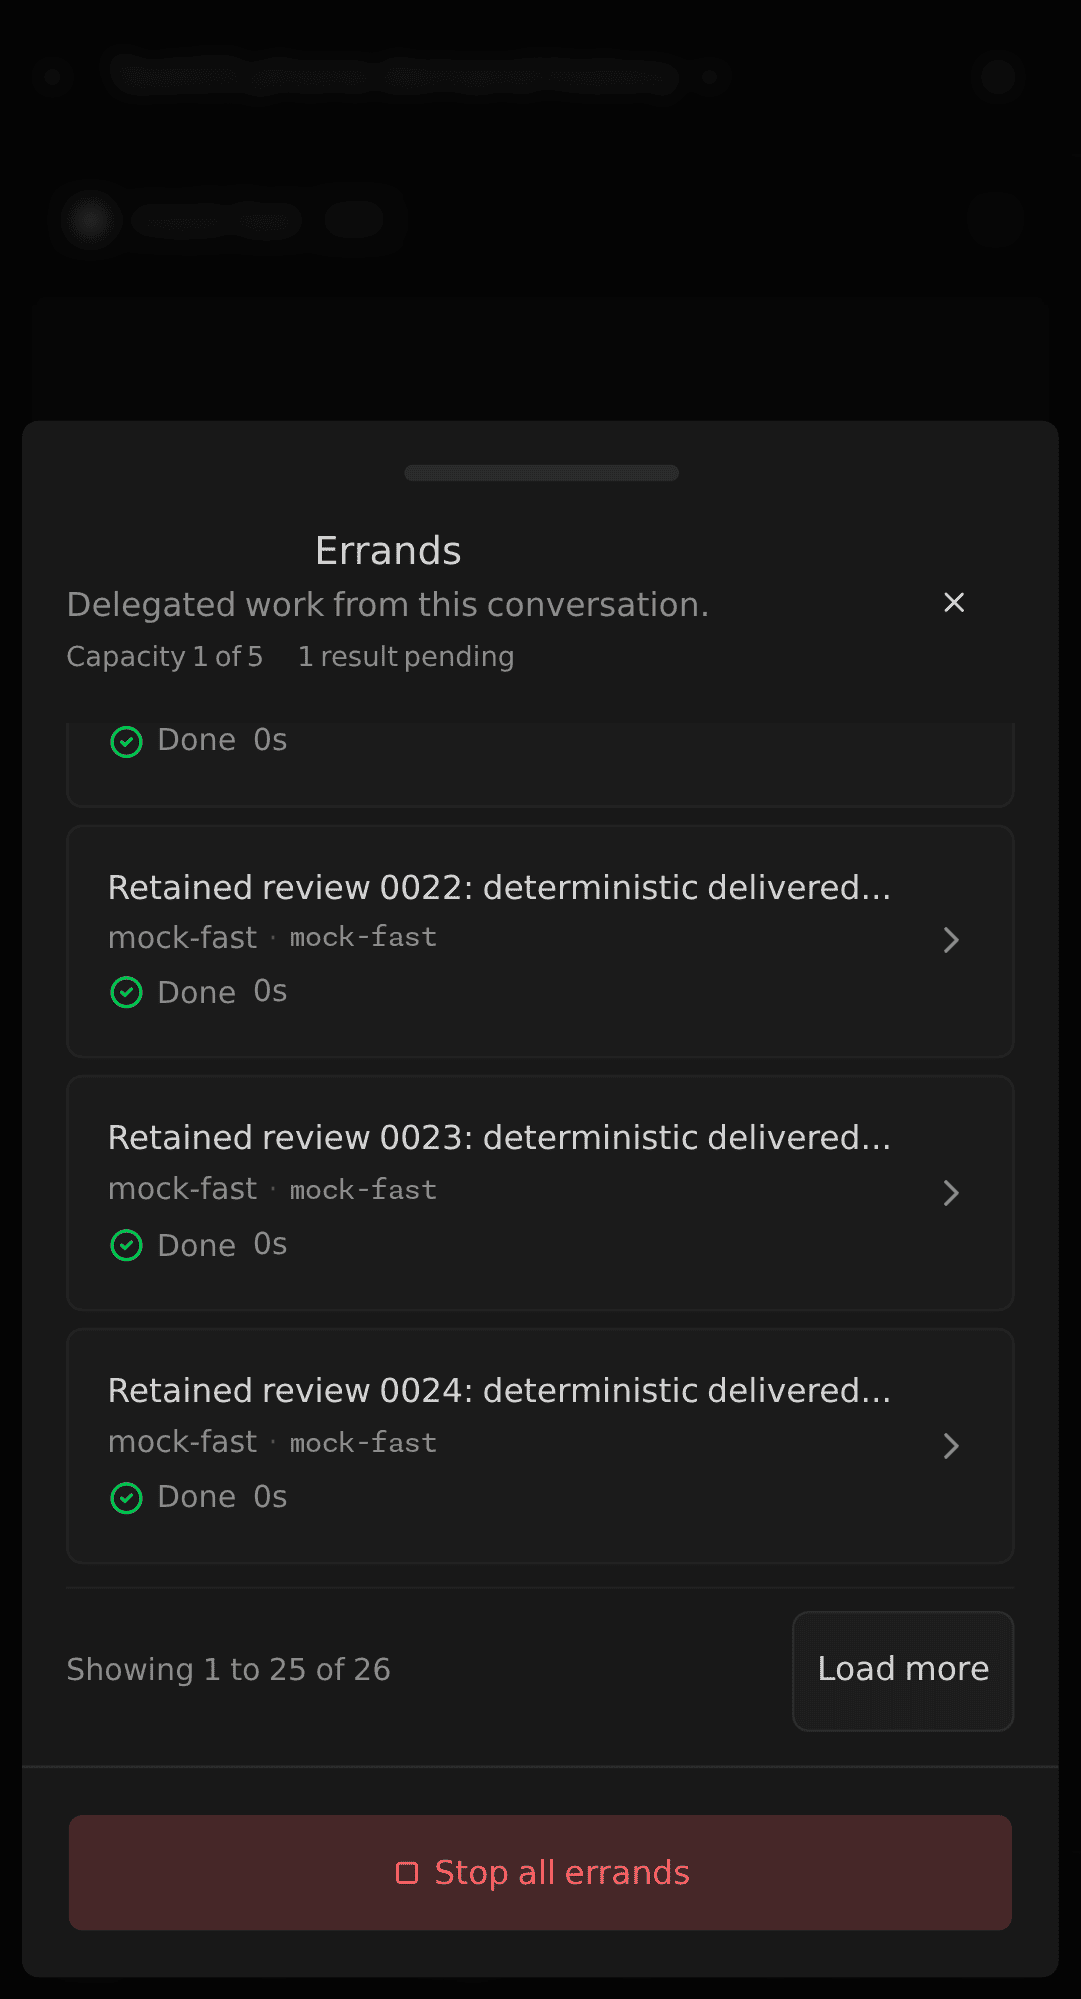 Errands
Delegated work from this conversation.
Capacity 1 of 5 1 result pending
Done 0s
Retained review 0022: deterministic delivered...
mock-fast · mock-fast
Done 0s
Retained review 0023: deterministic delivered...
mock-fast · mock-fast
Done 0s
Retained review 0024: deterministic delivered...
mock-fast · mock-fast
Done 0s
Showing 1 to 25 of 26
Load more
Stop all errands